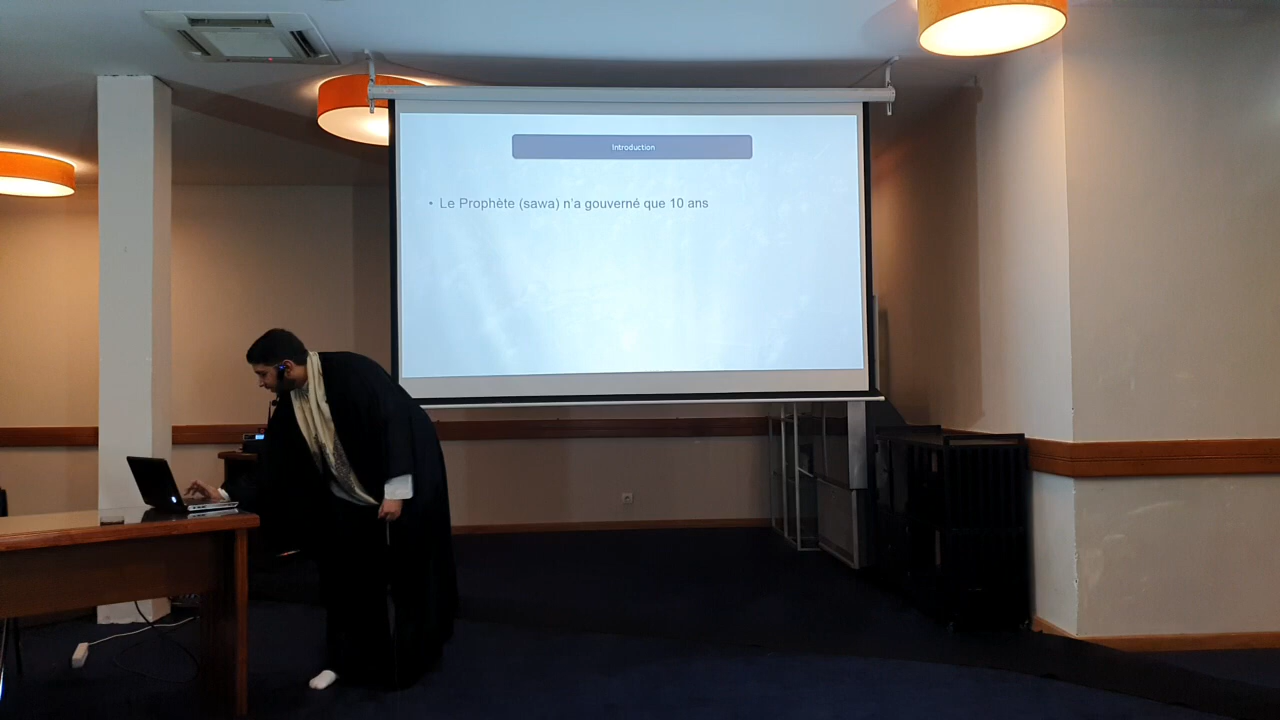 Introduction
• Le Prophète (sawa) n'a gouverné que 10 ans